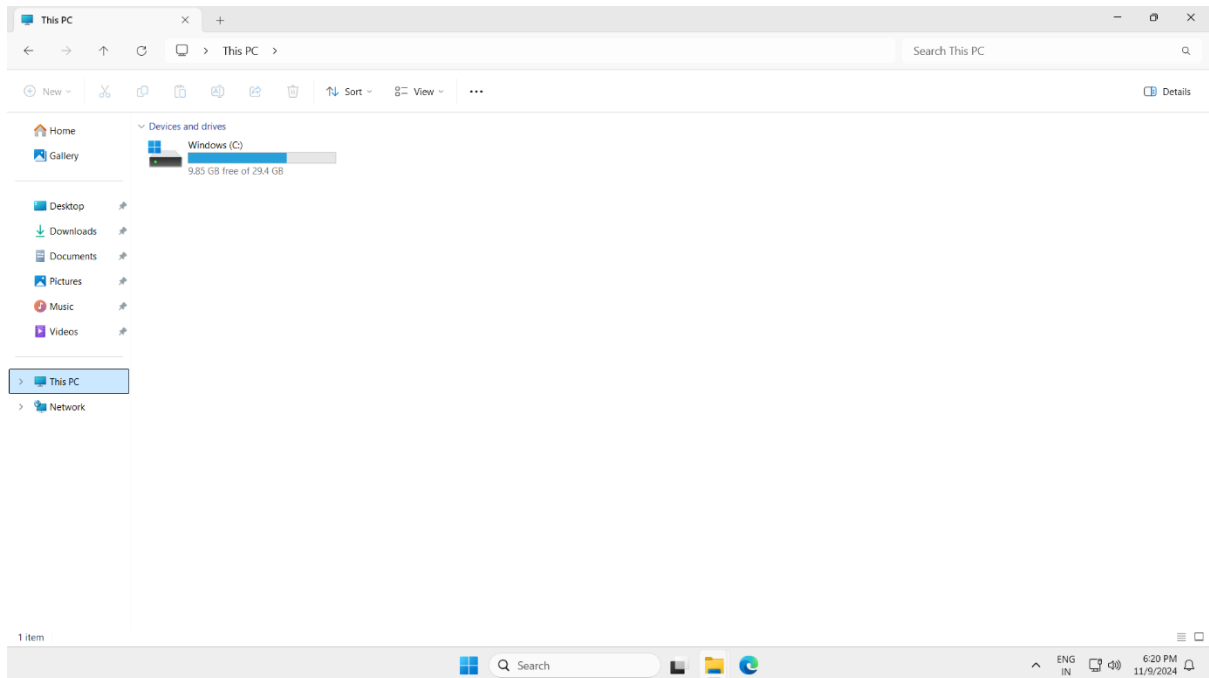 This PC
This PC
Search This PC
New
Sort
View
Details
Home
Gallery
Desktop
Downloads
Documents
Pictures
Music
Videos
This PC
Network
Devices and drives
Windows (C:)
9.85 GB free of 29.4 GB
1 item
Search
ENG
IN
6:20 PM
11/9/2024